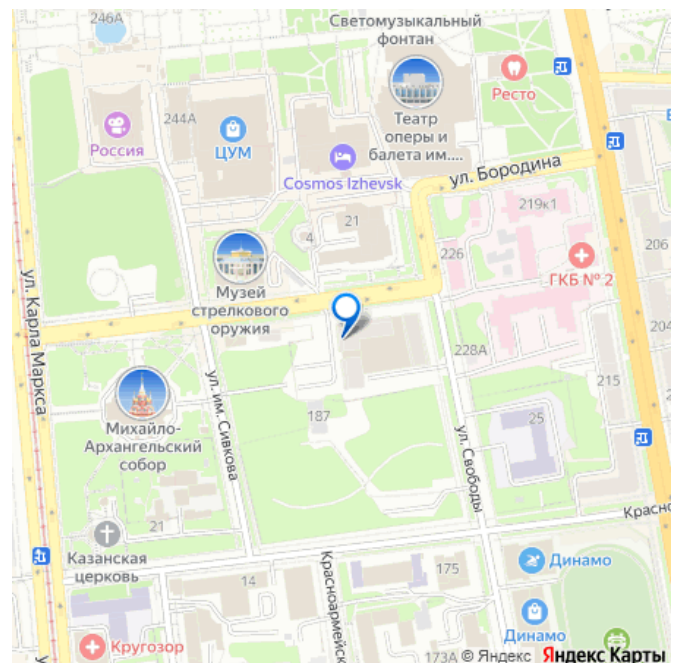 246А
Светомузыкальный
фонтан
Ресто
244А
Россия
ЦУМ
Театр
оперы и
балета им....
Cosmos Izhevsk
ул. Бородина
219к1
21
4
226
206
ГКБ № 2
Музей
стрелкового
оружия
ул. Карла Маркса
204
228А
215
Михайло-
Архангельский
собор
ул. им. Сивкова
187
25
ул. Свободы
21
Красно
Казанская
церковь
14
Красноармейск
175
Динамо
Кругозор
Динамо
173А
© Яндекс Яндекс Карты